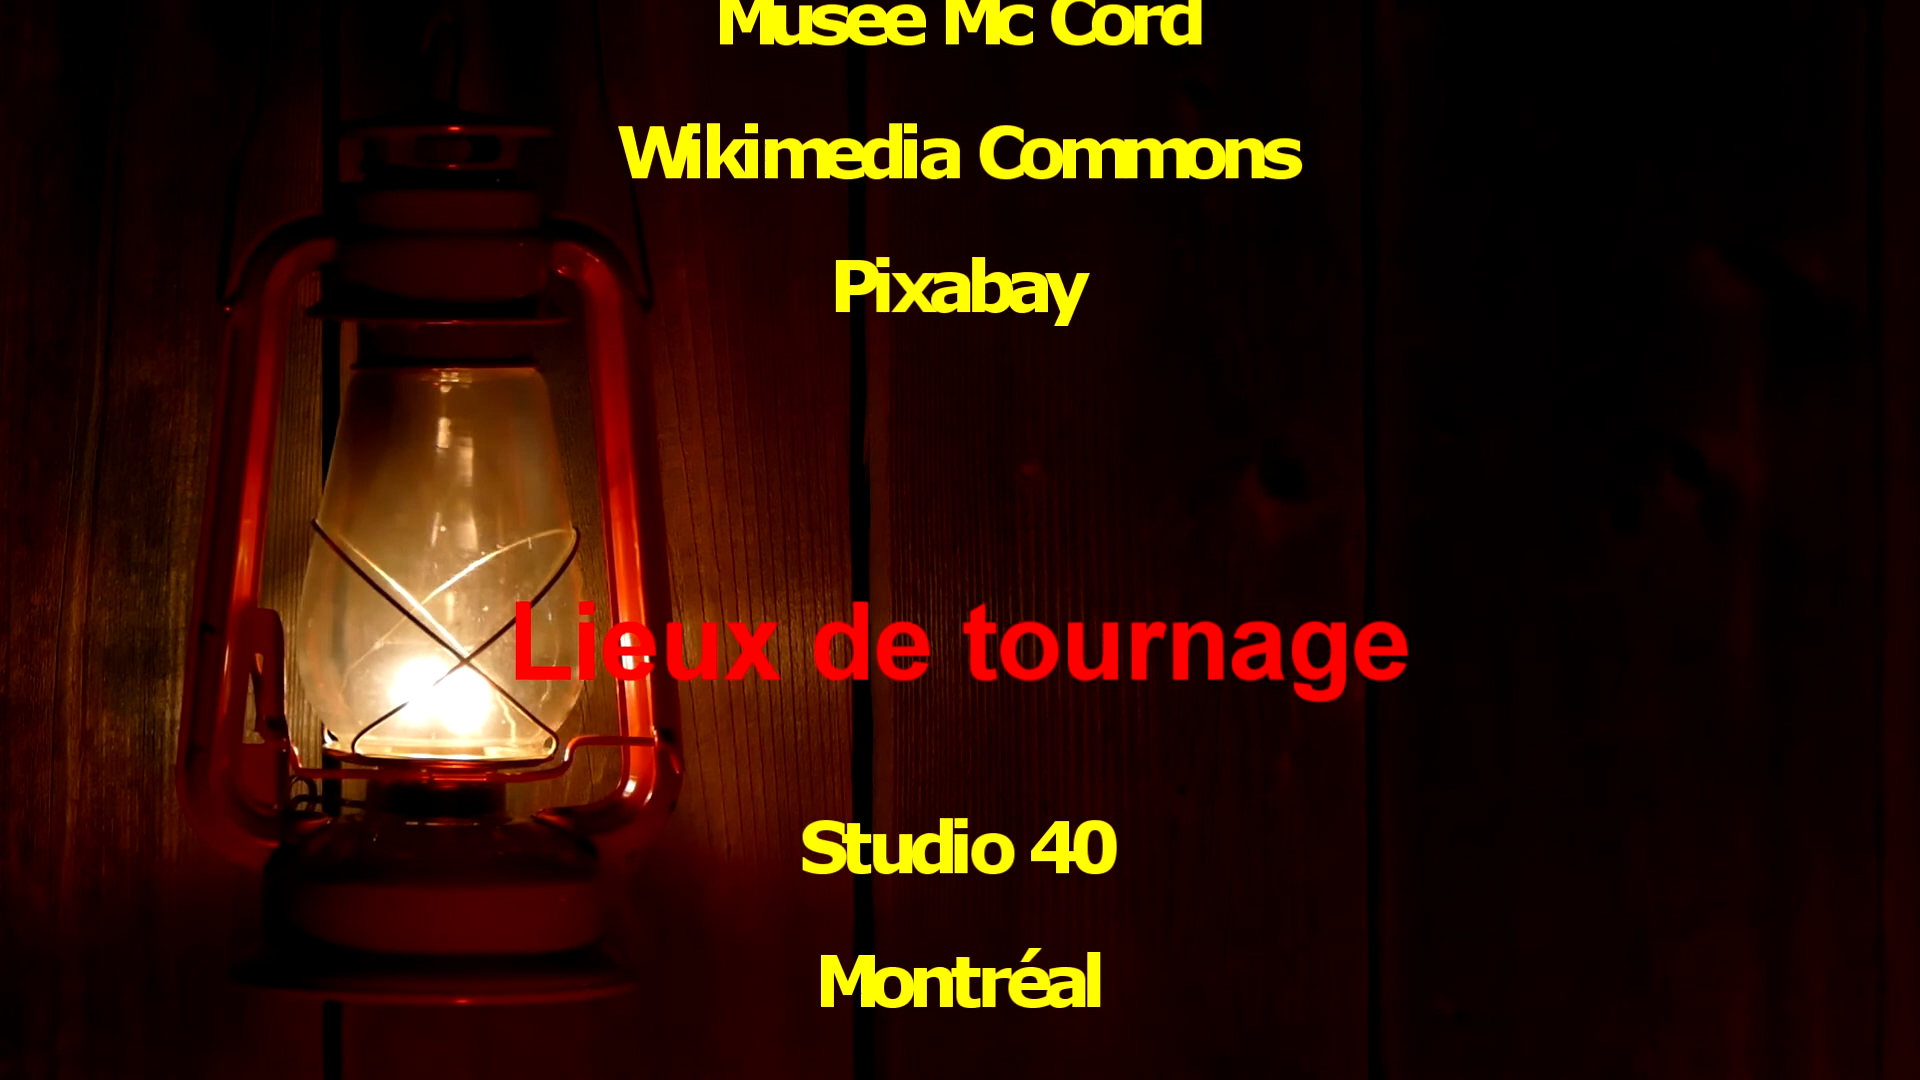 Musee Mc Cord
Wikimedia Commons
Pixabay
Lieux de tournage
Studio 40
Montréal